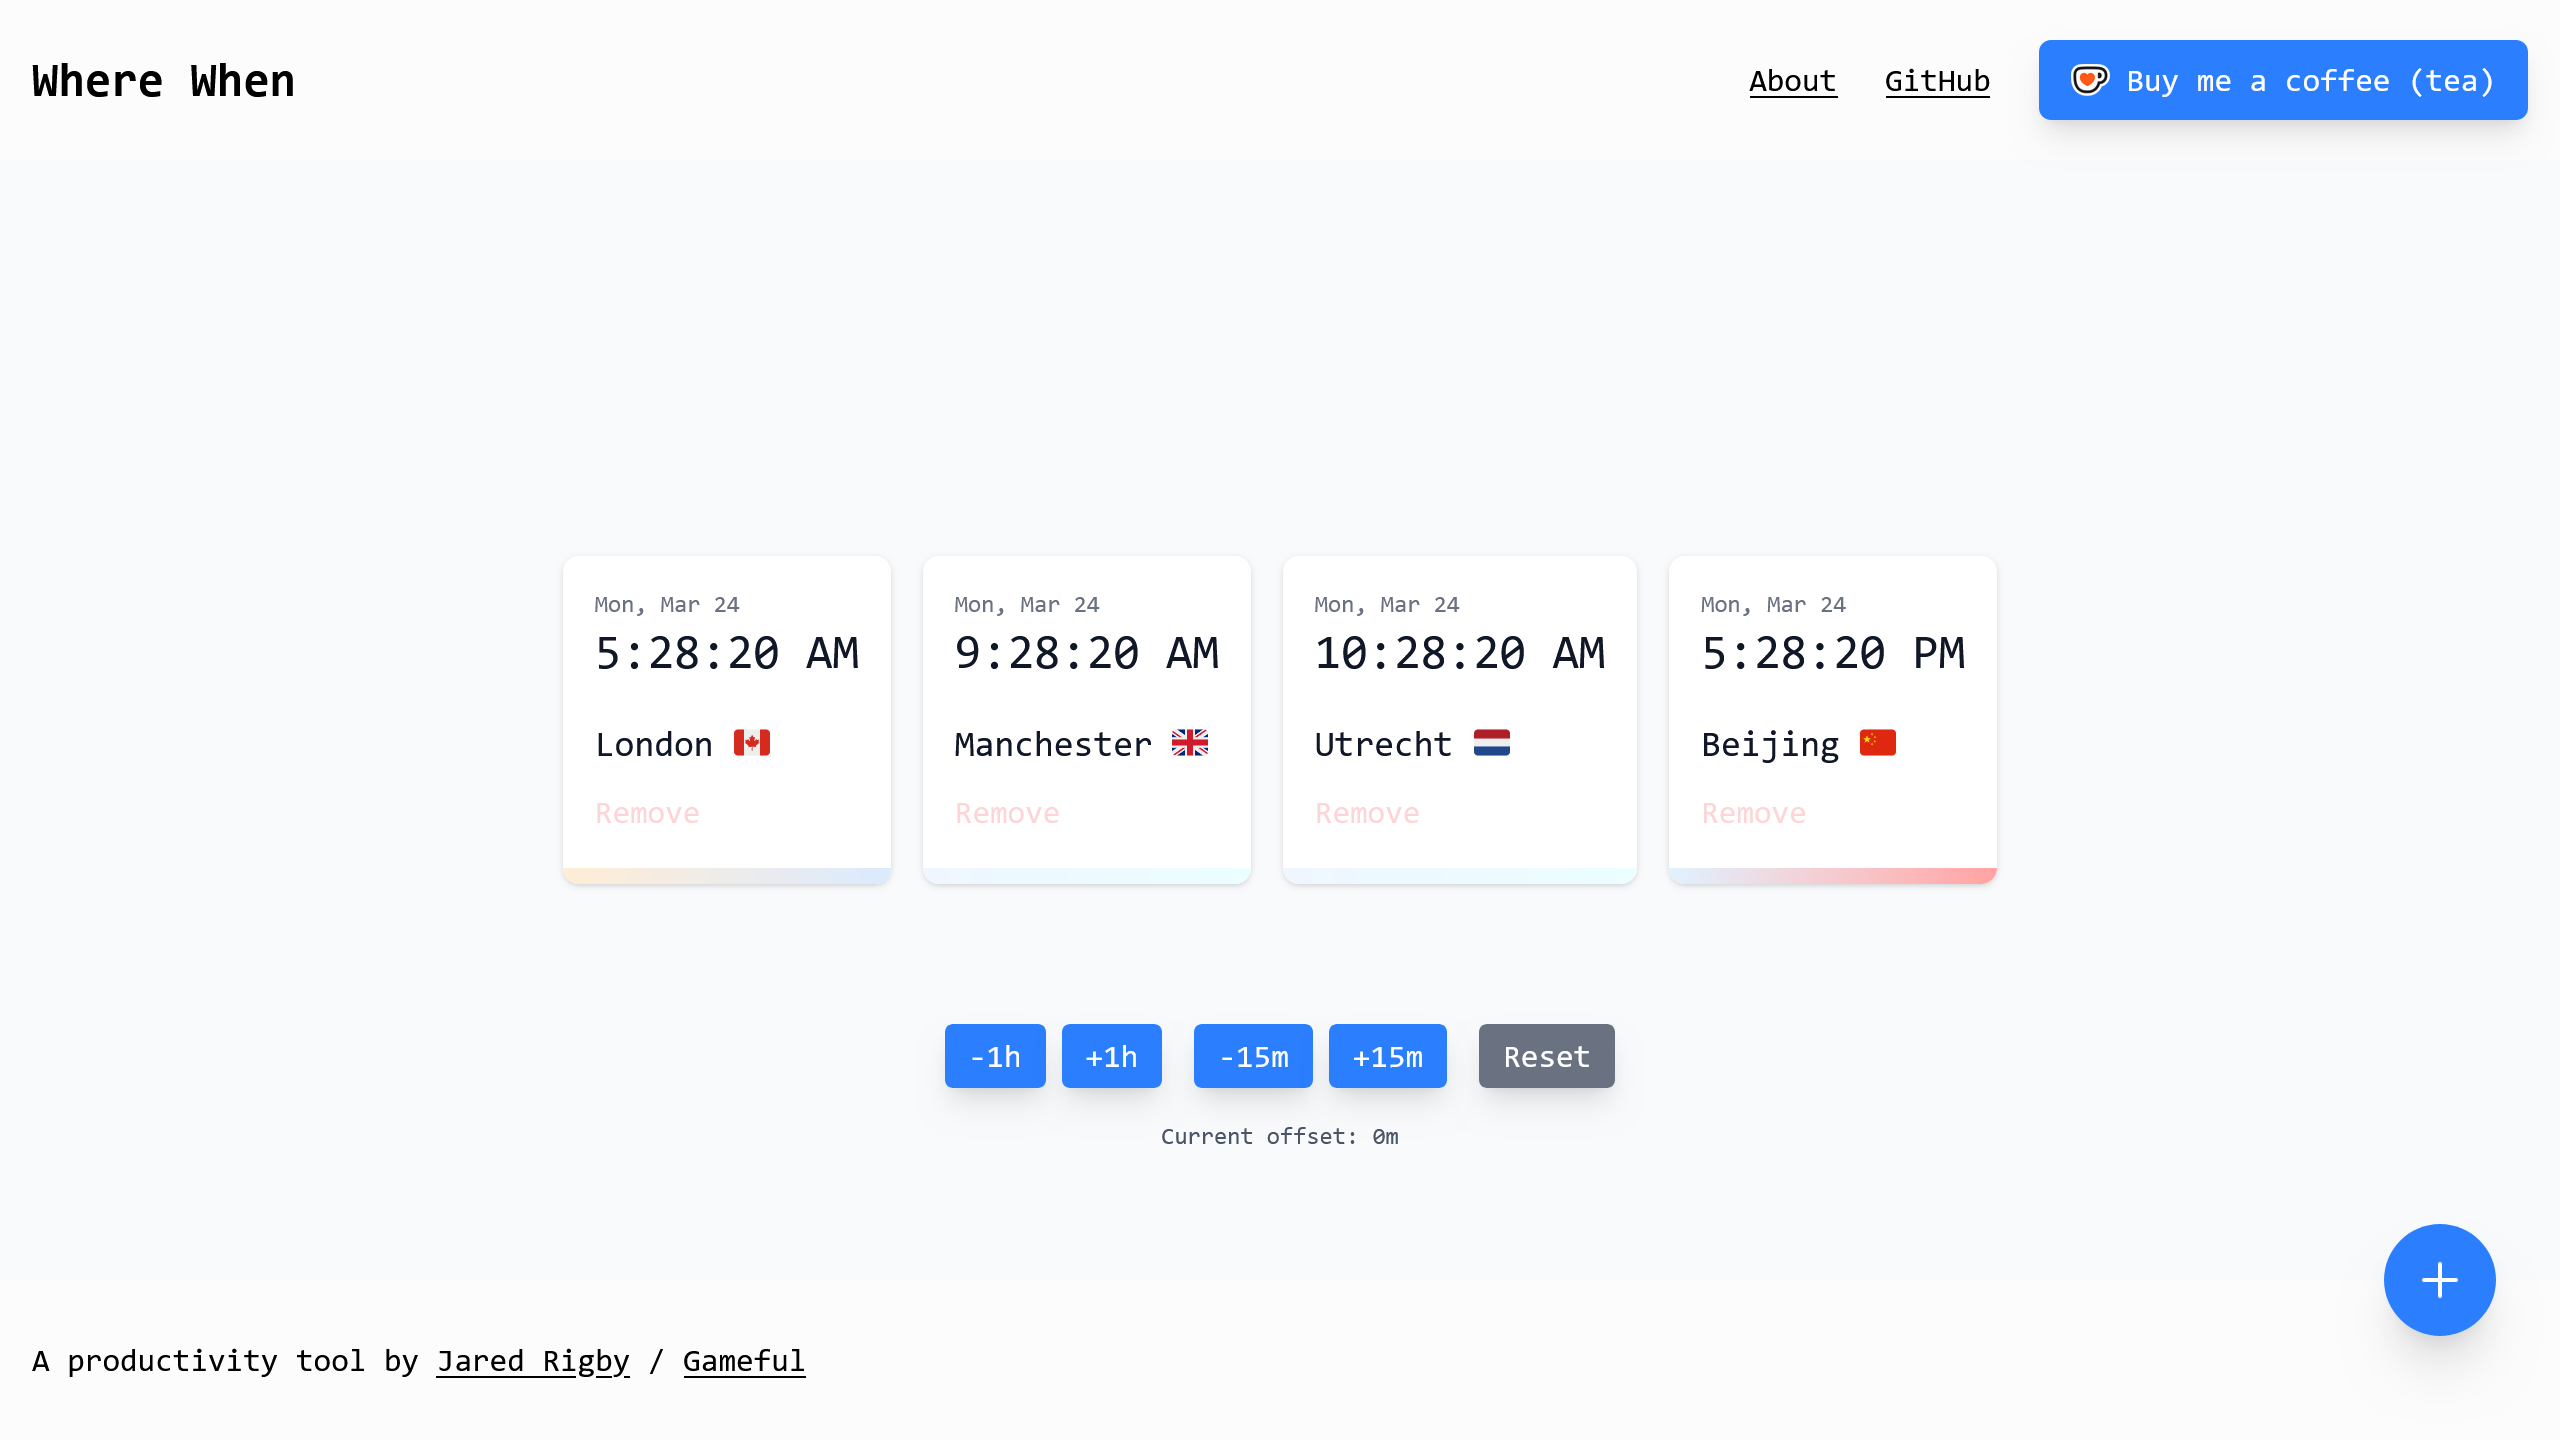 Where When
About GitHub Buy me a coffee (tea)
Mon, Mar 24
5:28:20 AM
London
Remove
Mon, Mar 24
9:28:20 AM
Manchester
Remove
Mon, Mar 24
10:28:20 AM
Utrecht
Remove
Mon, Mar 24
5:28:20 PM
Beijing
Remove
-1h +1h -15m +15m Reset
Current offset: 0m
A productivity tool by Jared Rigby / Gameful